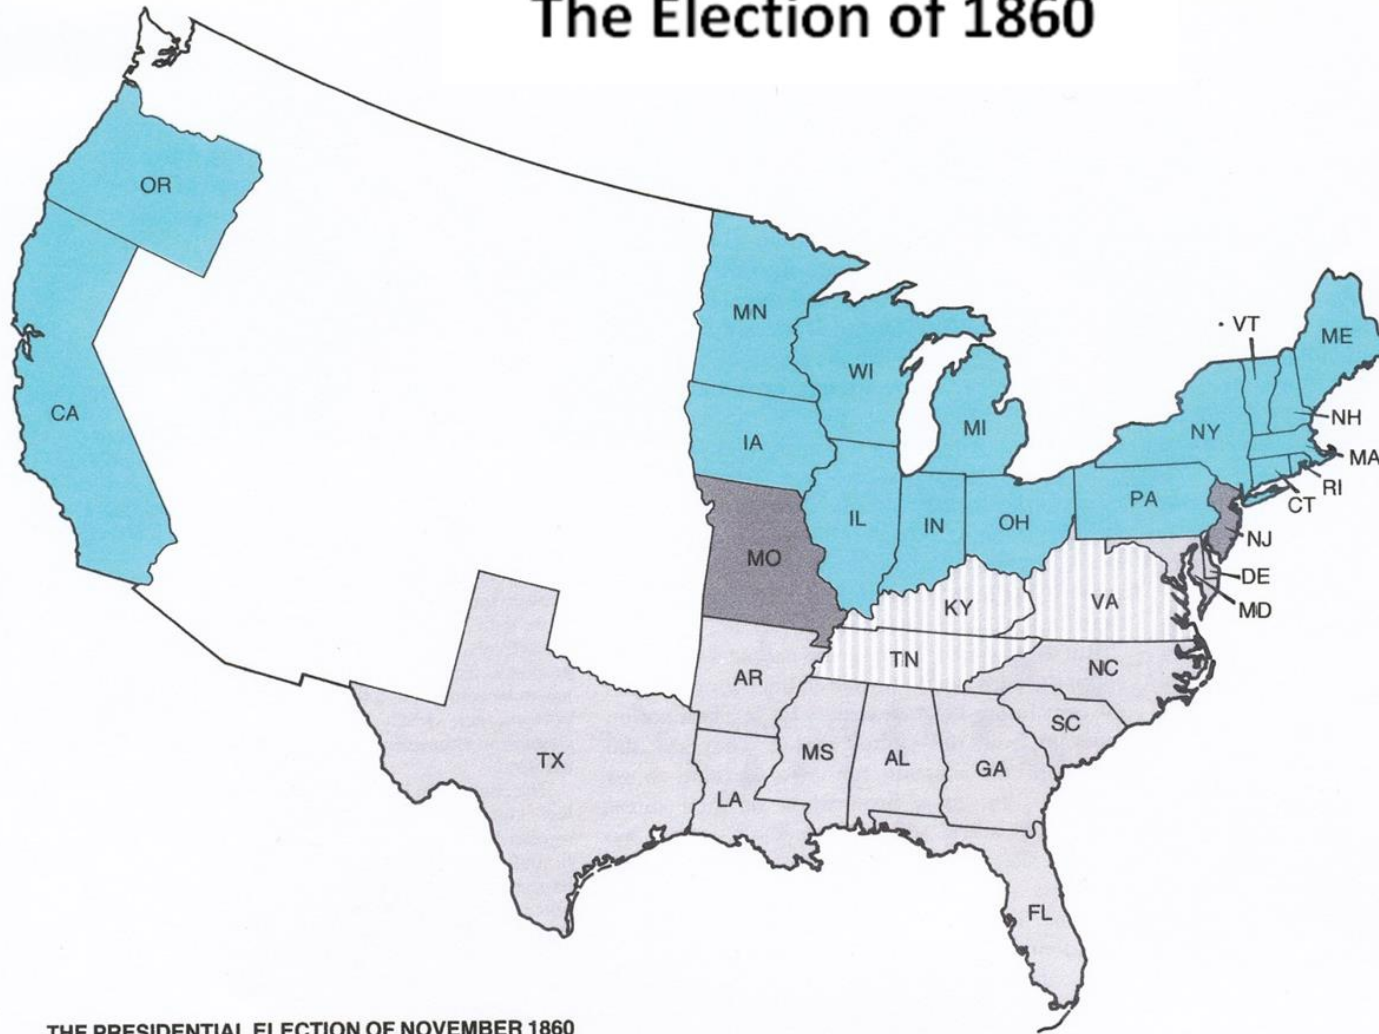 The Election of 1860
OR
MN
VT
ME
WI
CA
NH
MI
NY
IA
MA
RI
PA
CT
IL
IN
OH
NJ
MO
DE
KY
VA
MD
TN
NC
AR
SC
MS
AL
TX
GA
LA
FL
THE PRESIDENTIAL ELECTION OF NOVEMBER 1860